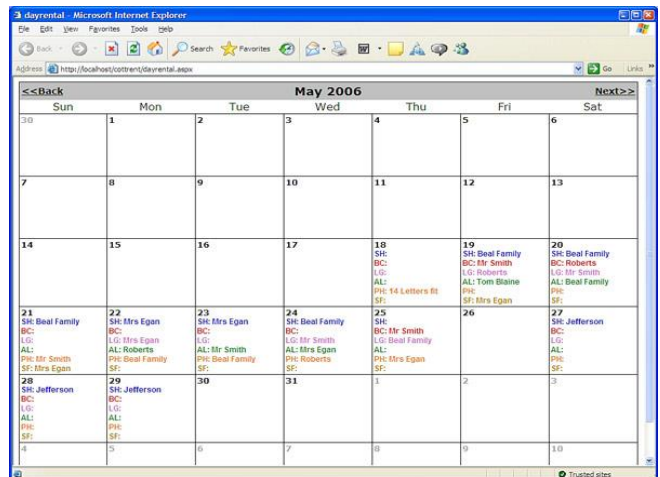 dayrental - Microsoft Internet Explorer
File Edit View Favorites Tools Help
Back Search Favorites
Address http://localhost/cottrent/dayrental.aspx Go Links
<<Back May 2006 Next>>
Sun Mon Tue Wed Thu Fri Sat
30 1 2 3 4 5 6
7 8 9 10 11 12 13
14 15 16 17 18 19 20
SH: SH: Beal Family SH: Beal Family
BC: BC: Mr Smith BC: Roberts
LG: LG: Roberts LG: Mr Smith
AL: AL: Tom Blaine AL: Beal Family
PH: 14 Letters fit PH: PH:
SF: SF: Mrs Egan SF:
21 22 23 24 25 26 27
SH: Beal Family SH: Mrs Egan SH: Mrs Egan SH: Beal Family SH: SH: Jefferson
BC: BC: BC: BC: BC: Mr Smith BC:
LG: LG: Mrs Egan LG: LG: Mr Smith LG: Beal Family LG:
AL: AL: Roberts AL: Mr Smith AL: Mrs Egan AL: AL:
PH: Mr Smith PH: Beal Family PH: Beal Family PH: Roberts PH: Mrs Egan PH:
SF: Mrs Egan SF: SF: SF: SF: SF:
28 29 30 31 1 2 3
SH: Jefferson SH: Jefferson
BC: BC:
LG: LG:
AL: AL:
PH: PH:
SF: SF:
4 5 6 7 8 9 10
Trusted sites